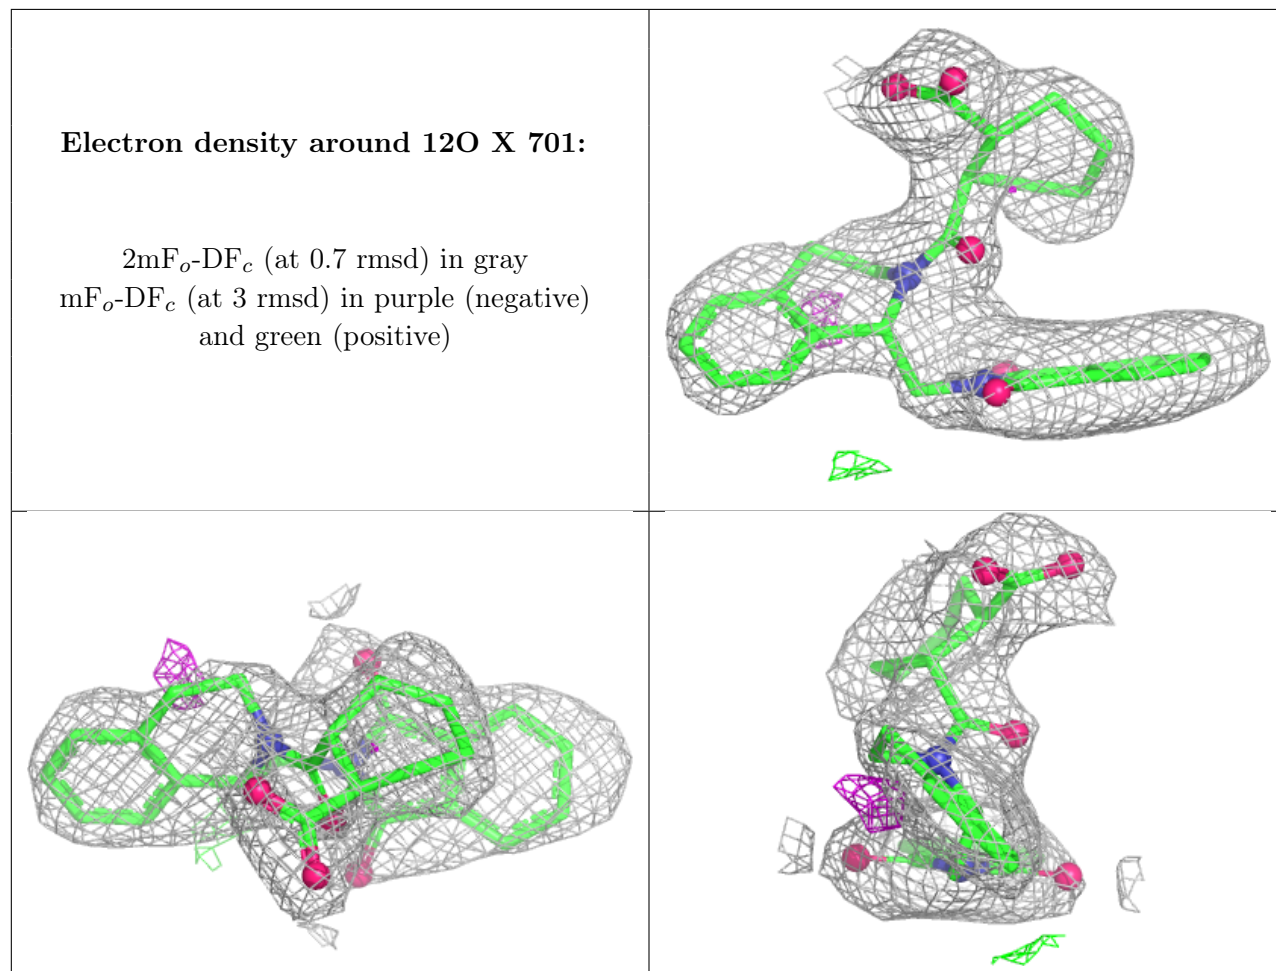 Electron density around 12O X 701:
2mFₒ-DF𝒸 (at 0.7 rmsd) in gray
mFₒ-DF𝒸 (at 3 rmsd) in purple (negative)
and green (positive)